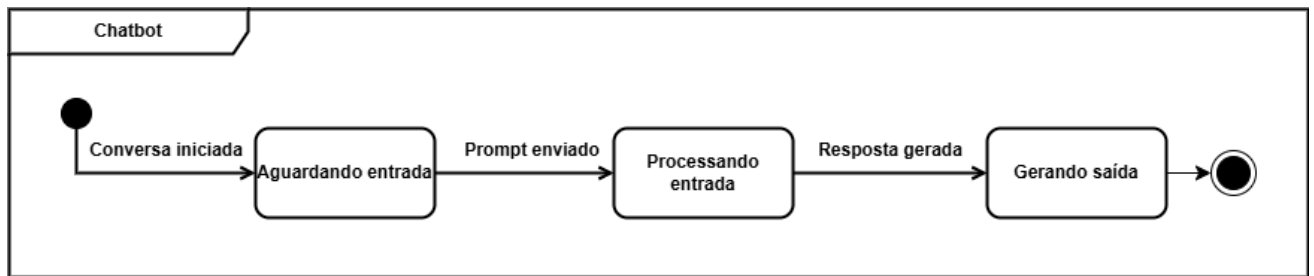 Chatbot
Conversa iniciada
Aguardando entrada
Prompt enviado
Processando
entrada
Resposta gerada
Gerando saída